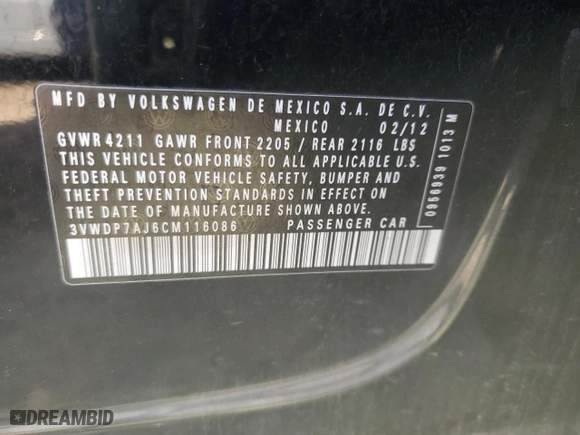 MFD BY VOLKSWAGEN DE MEXICO S.A. DE C.V.
MEXICO 02/12
GVWR 4211 GAWR FRONT 2205 / REAR 2116 LBS
THIS VEHICLE CONFORMS TO ALL APPLICABLE U.S.
FEDERAL MOTOR VEHICLE SAFETY, BUMPER AND
THEFT PREVENTION STANDARDS IN EFFECT ON
THE DATE OF MANUFACTURE SHOWN ABOVE.
3VWDP7AJ6CM116086 PASSENGER CAR
0056939 1013 M
DREAMBID